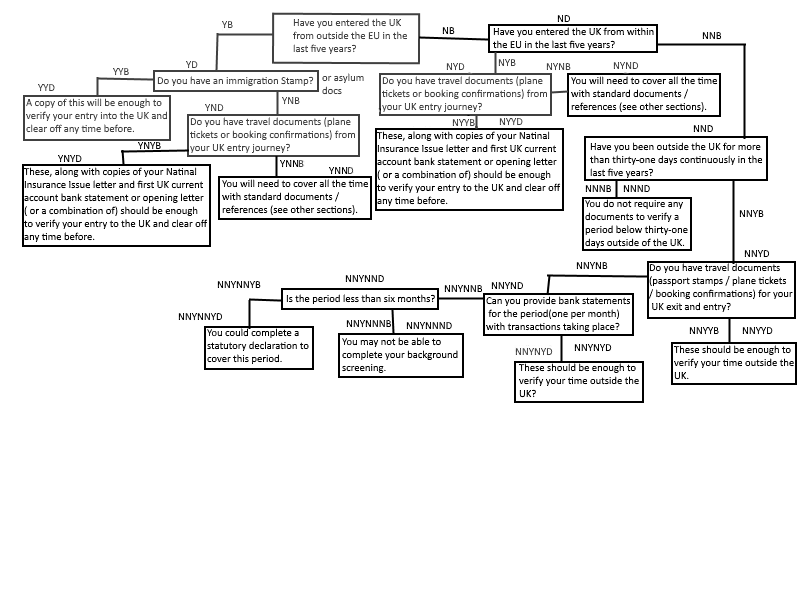 ND
YB
Have you entered the UK
from outside the EU in the
last five years?
NB
Have you entered the UK from within
the EU in the last five years?
NNB
YD
NYD
NYB
NYNB
NYND
YYB
Do you have an immigration Stamp?
or asylum
docs
YYD
A copy of this will be enough to
verify your entry into the UK and
clear off any time before.
YNB
YND
Do you have travel documents (plane
tickets or booking confirmations) from
your UK entry journey?
Do you have travel documents (plane
tickets or booking confirmations) from
your UK entry journey?
You will need to cover all the time
with standard documents /
references (see other sections).
NYYB
NYYD
NND
YNYB
YNYD
YNNB
YNND
These, along with copies of your Natinal
Insurance Issue letter and first UK current
account bank statement or opening letter
( or a combination of) should be enough
to verify your entry to the UK and clear off
any time before.
You will need to cover all the time
with standard documents /
references (see other sections).
These, along with copies of your Natinal
Insurance Issue letter and first UK current
account bank statement or opening letter
( or a combination of) should be enough
to verify your entry to the UK and clear off
any time before.
Have you been outside the UK for more
than thirty-one days continuously in the
last five years?
NNNB
NNND
You do not require any
documents to verify a
period below thirty-one
days outside of the UK.
NNYB
NNYD
Do you have travel documents
(passport stamps / plane tickets
/ booking confirmations) for your
UK exit and entry?
NNYNB
NNYND
Can you provide bank statements
for the period(one per month)
with transactions taking place?
NNYYB
NNYYD
These should be enough to
verify your time outside the
UK.
NNYNNB
NNYNND
Is the period less than six months?
NNYNNYB
NNYNNYD
You could complete a
statutory declaration to
cover this period.
NNYNNNB
NNYNNND
You may not be able to
complete your background
screening.
NNYNYD
NNYNYD
These should be enough to
verify your time outside the
UK?